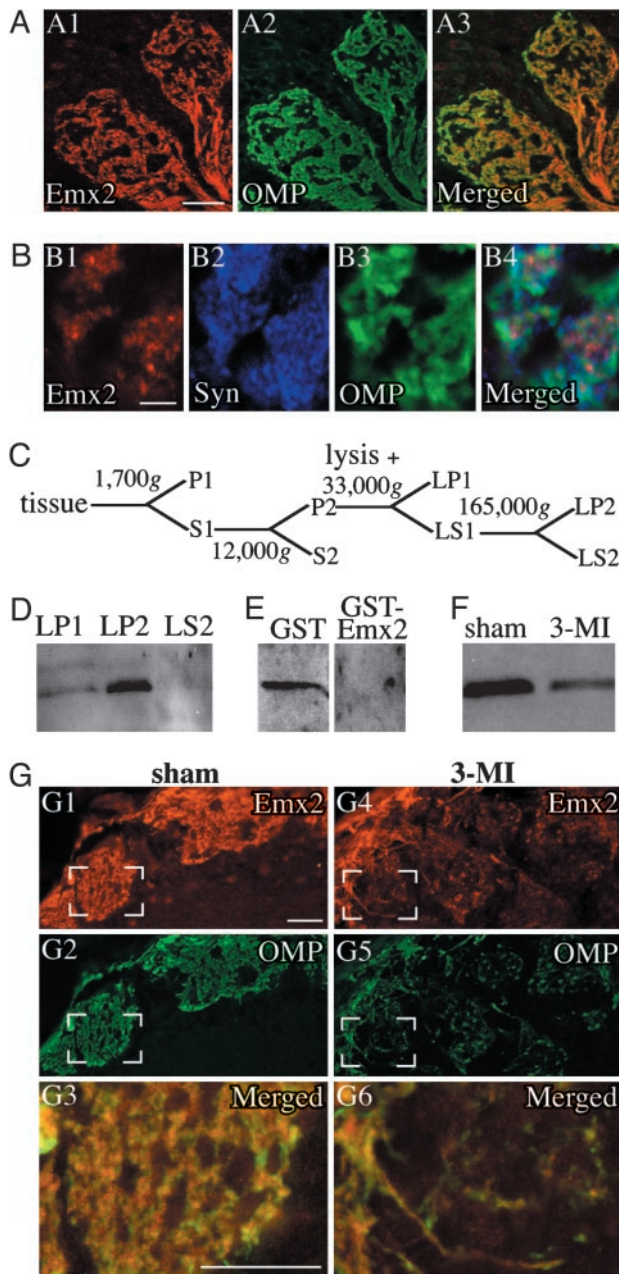 A
A1
A2
A3
Emx2
OMP
Merged
B
B1
B2
B3
B4
Emx2
Syn
OMP
Merged
C
tissue
1,700g
P1
S1
12,000g
P2
S2
lysis +
33,000g
LP1
LS1
165,000g
LP2
LS2
D
LP1 LP2 LS2
E
GST
GST-
Emx2
F
sham 3-MI
G
sham
3-MI
G1
Emx2
G4
Emx2
G2
OMP
G5
OMP
G3
Merged
G6
Merged